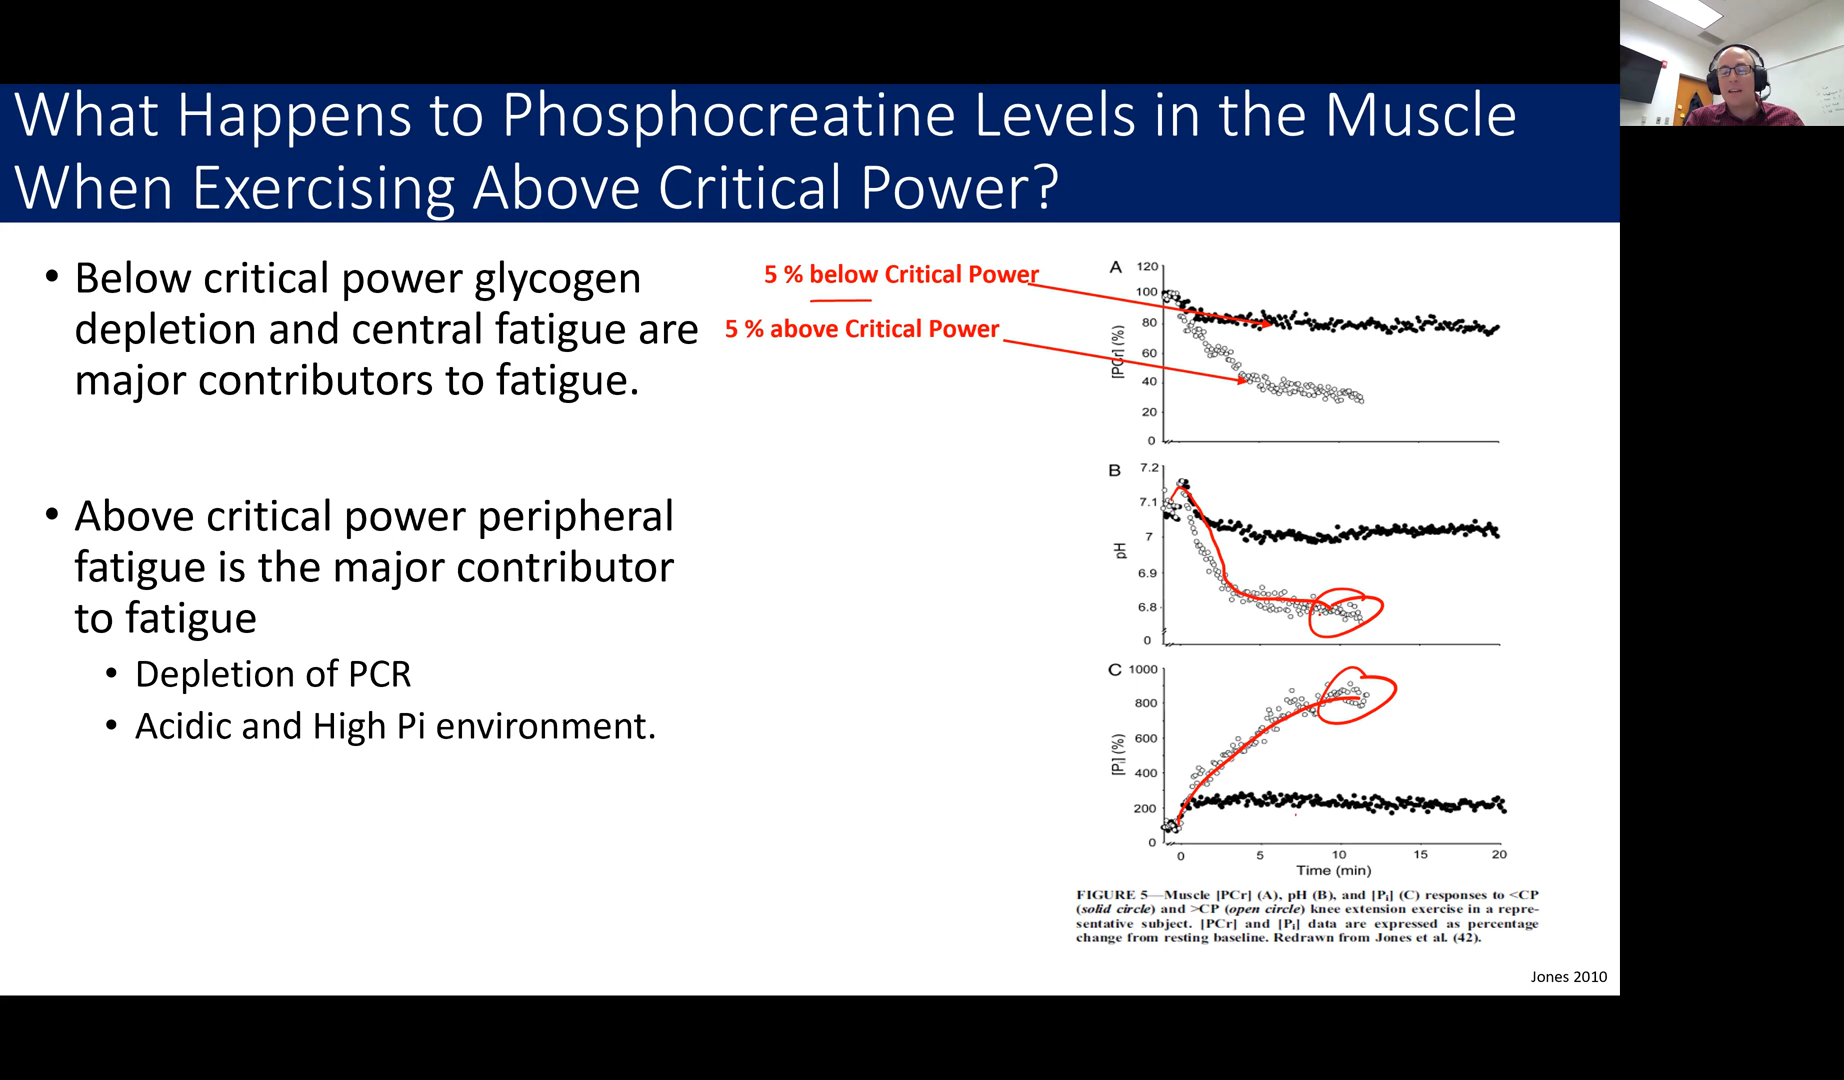 What Happens to Phosphocreatine Levels in the Muscle
When Exercising Above Critical Power?
• Below critical power glycogen
depletion and central fatigue are
major contributors to fatigue.
• Above critical power peripheral
fatigue is the major contributor
to fatigue
• Depletion of PCR
• Acidic and High Pi environment.
5 % below Critical Power
5 % above Critical Power
A
120
100
80
60
40
20
0
[PCr] (%)
B
7.2
7.1
7
6.9
6.8
0
pH
C
1000
800
600
400
200
0
[Pi] (%)
0 5 10 15 20
Time (min)
FIGURE 5—Muscle [PCr] (A), pH (B), and [Pi] (C) responses to <CP
(solid circle) and >CP (open circle) knee extension exercise in a repre-
sentative subject. [PCr] and [Pi] data are expressed as percentage
change from resting baseline. Redrawn from Jones et al. (42).
Jones 2010